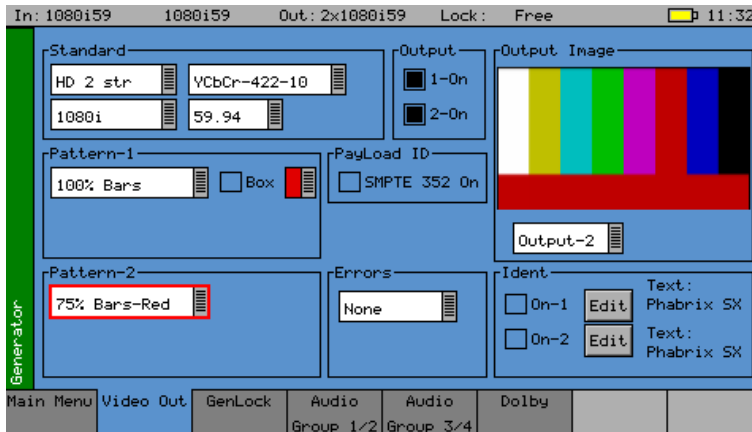 In: 1080i59 1080i59 Out: 2x1080i59 Lock: Free 11:32
Standard
HD 2 str YCbCr-422-10
1080i 59.94
Output
1-On
2-On
Output Image
Output-2
Pattern-1
100% Bars Box
PayLoad ID
SMPTE 352 On
Pattern-2
75% Bars-Red
Errors
None
Ident
On-1 Edit Text: Phabrix SX
On-2 Edit Text: Phabrix SX
Generator
Main Menu Video Out GenLock Audio Group 1/2 Audio Group 3/4 Dolby